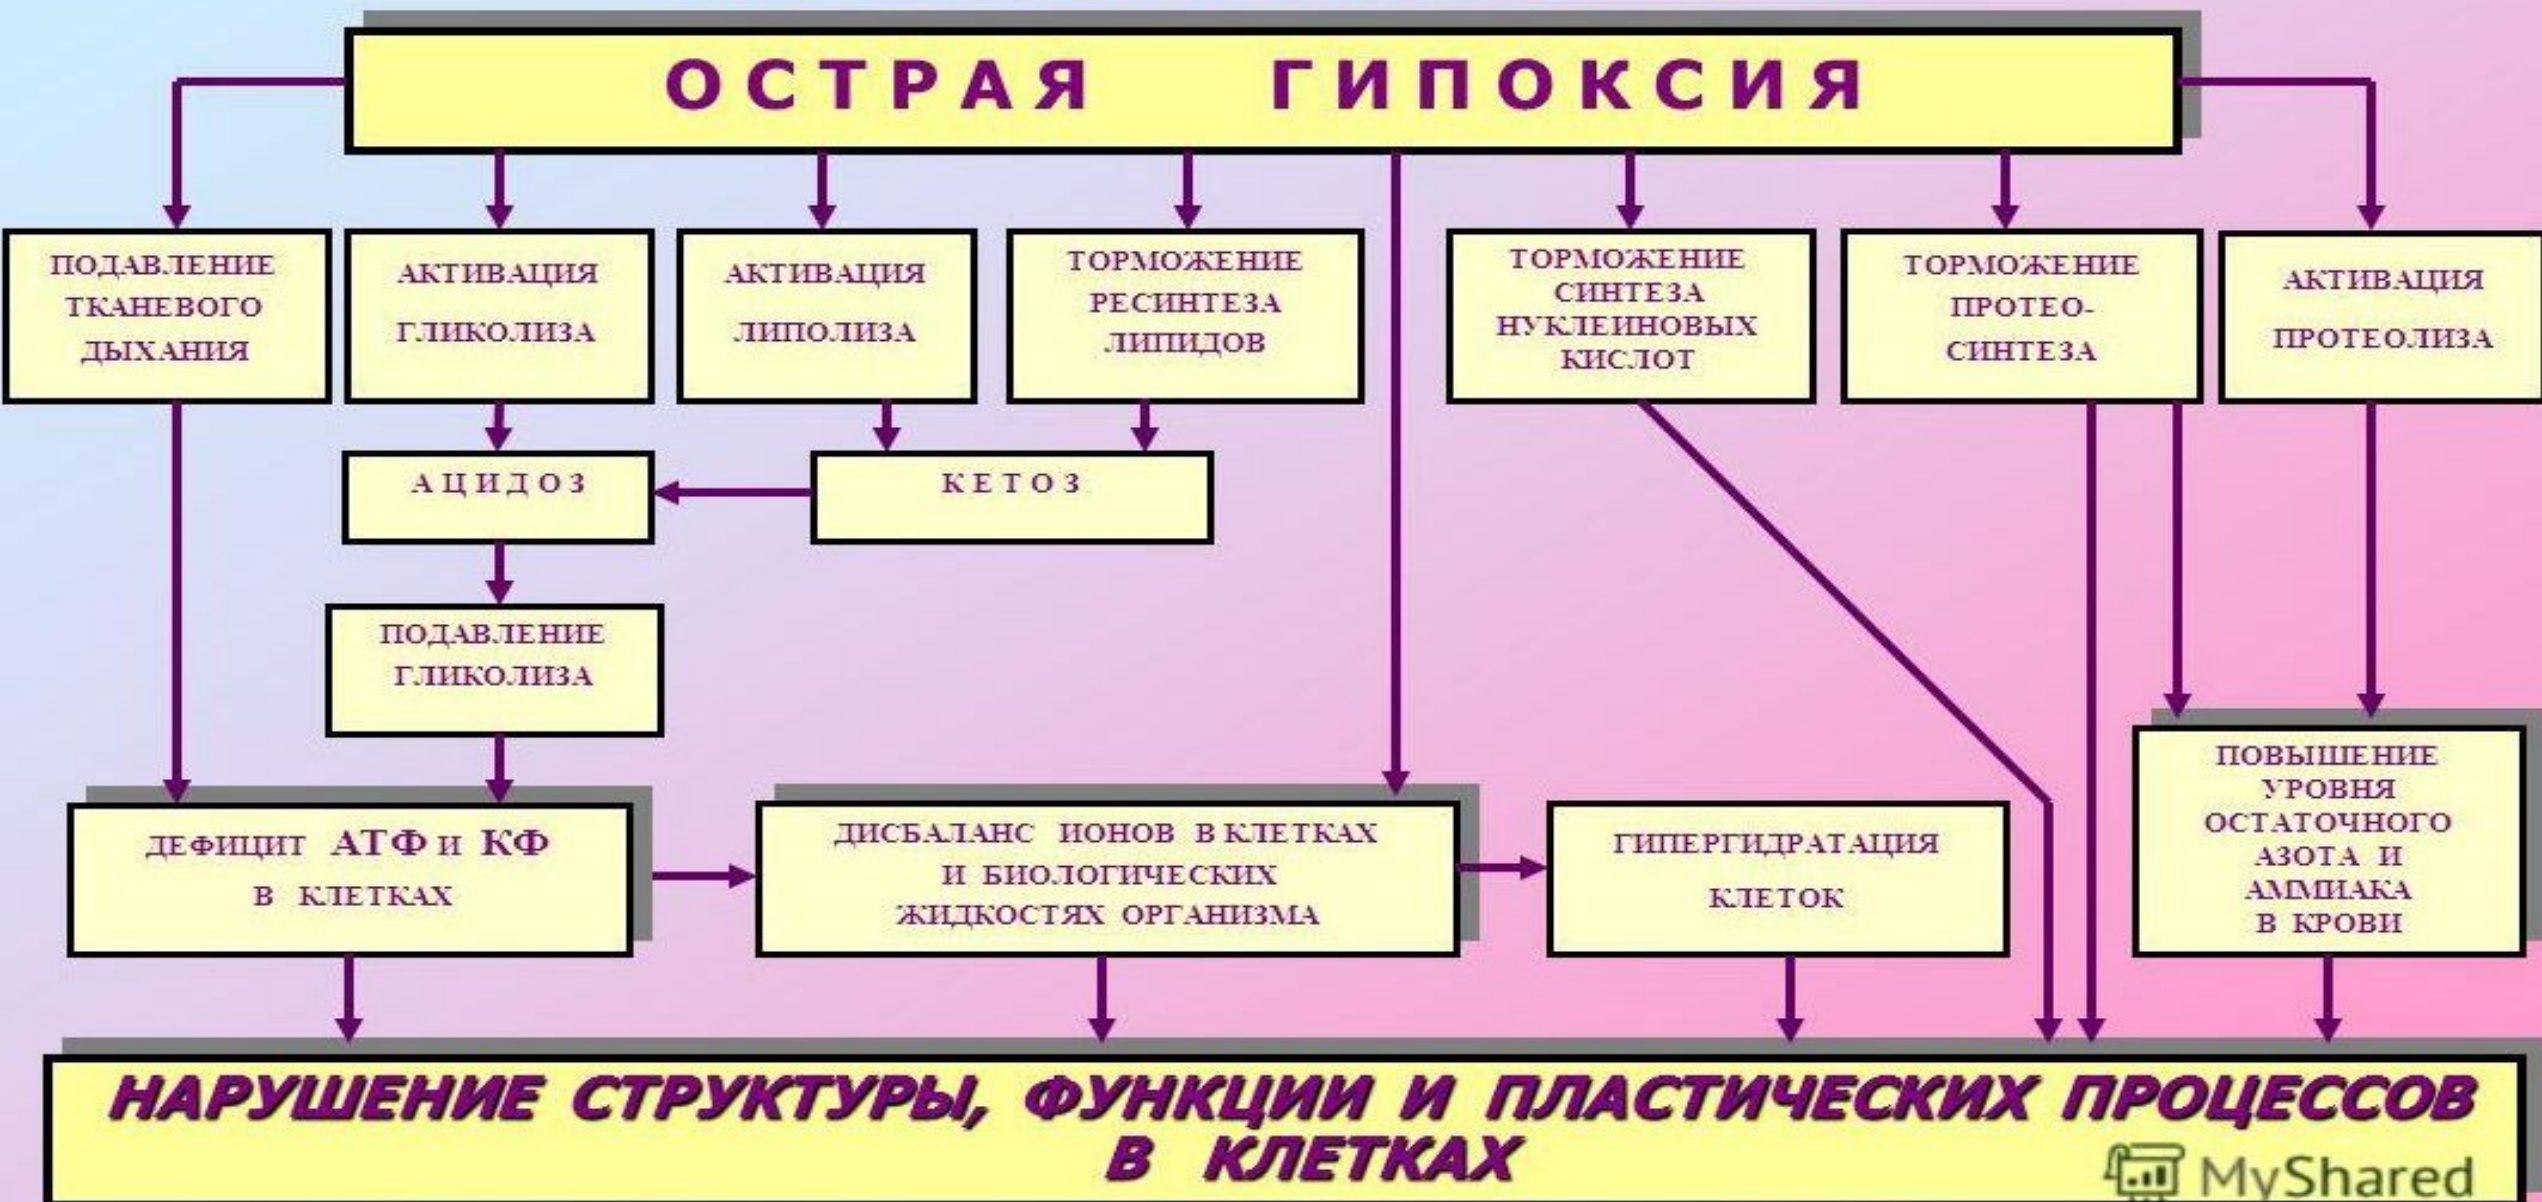 ОСТРАЯ ГИПОКСИЯ
ПОДАВЛЕНИЕ
ТКАНЕВОГО
ДЫХАНИЯ
АКТИВАЦИЯ
ГЛИКОЛИЗА
АКТИВАЦИЯ
ЛИПОЛИЗА
ТОРМОЖЕНИЕ
РЕСИНТЕЗА
ЛИПИДОВ
ТОРМОЖЕНИЕ
СИНТЕЗА
НУКЛЕИНОВЫХ
КИСЛОТ
ТОРМОЖЕНИЕ
ПРОТЕО-
СИНТЕЗА
АКТИВАЦИЯ
ПРОТЕОЛИЗА
АЦИДОЗ
КЕТОЗ
ПОДАВЛЕНИЕ
ГЛИКОЛИЗА
ДЕФИЦИТ АТФ И КФ
В КЛЕТКАХ
ДИСБАЛАНС ИОНОВ В КЛЕТКАХ
И БИОЛОГИЧЕСКИХ
ЖИДКОСТЯХ ОРГАНИЗМА
ГИПЕРГИДРАТАЦИЯ
КЛЕТОК
ПОВЫШЕНИЕ
УРОВНЯ
ОСТАТОЧНОГО
АЗОТА И
АММИАКА
В КРОВИ
НАРУШЕНИЕ СТРУКТУРЫ, ФУНКЦИИ И ПЛАСТИЧЕСКИХ ПРОЦЕССОВ
В КЛЕТКАХ
MyShared